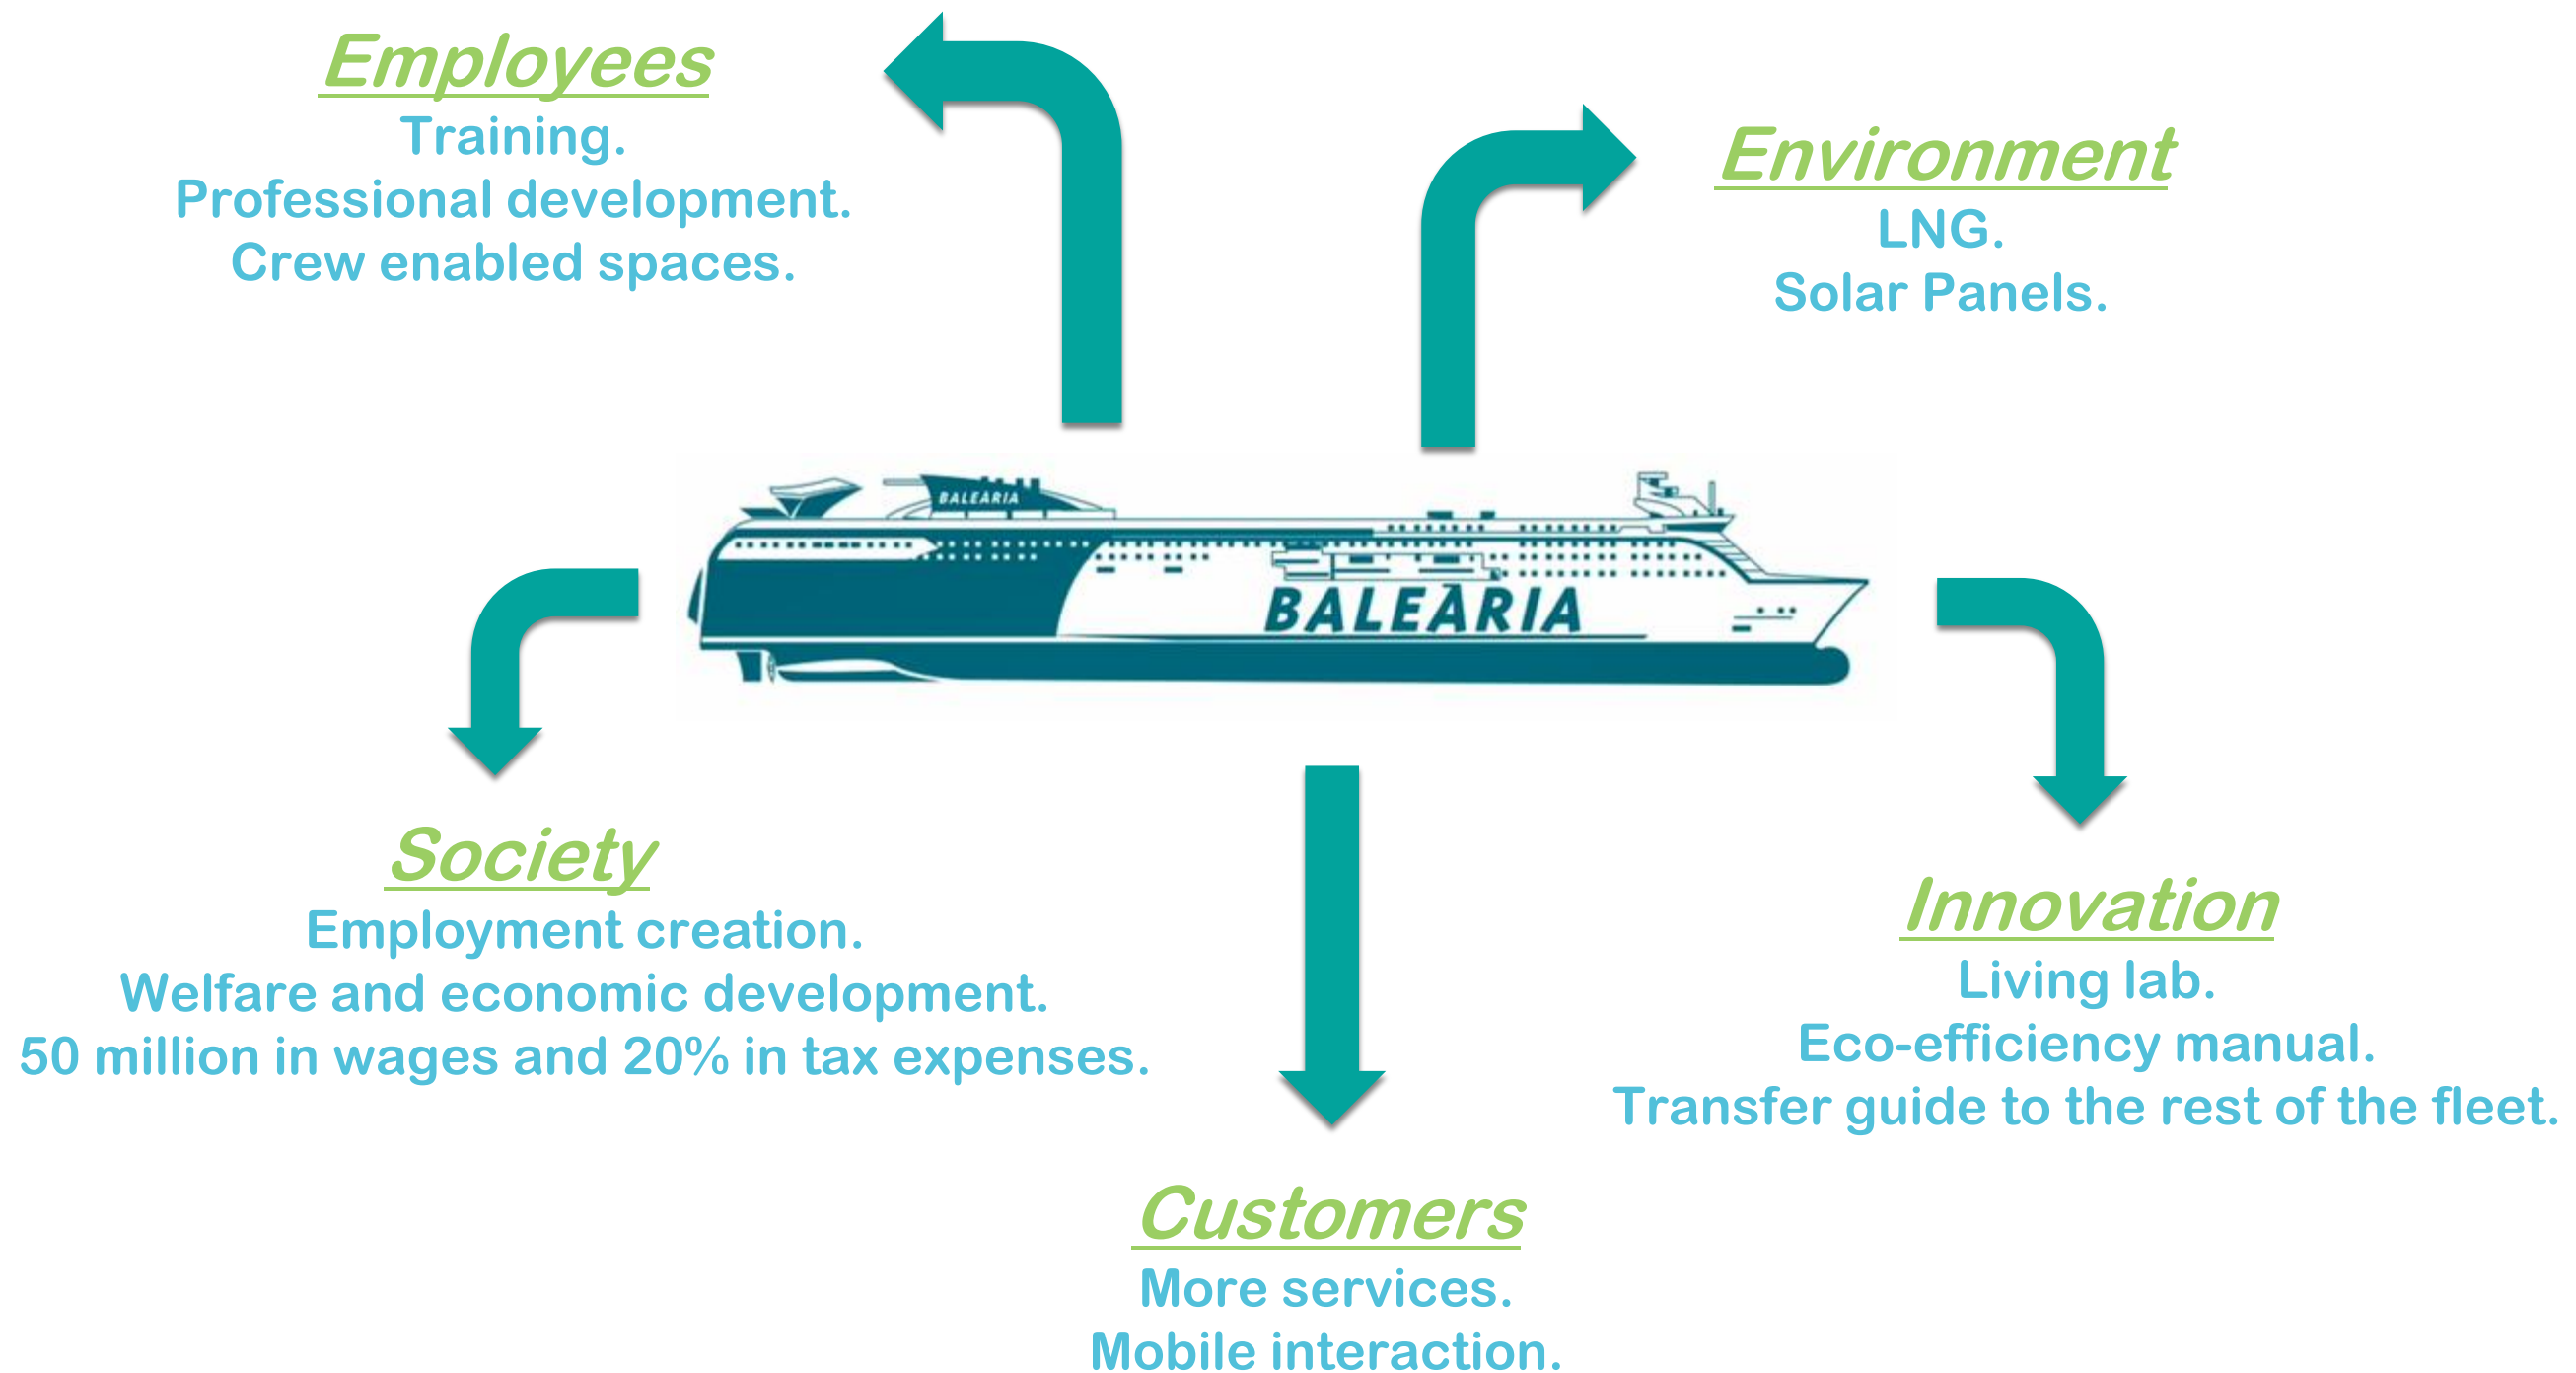 Employees
Training.
Professional development.
Crew enabled spaces.
Environment
LNG.
Solar Panels.
BALEÀRIA
BALEÀRIA
Society
Employment creation.
Welfare and economic development.
50 million in wages and 20% in tax expenses.
Innovation
Living lab.
Eco-efficiency manual.
Transfer guide to the rest of the fleet.
Customers
More services.
Mobile interaction.